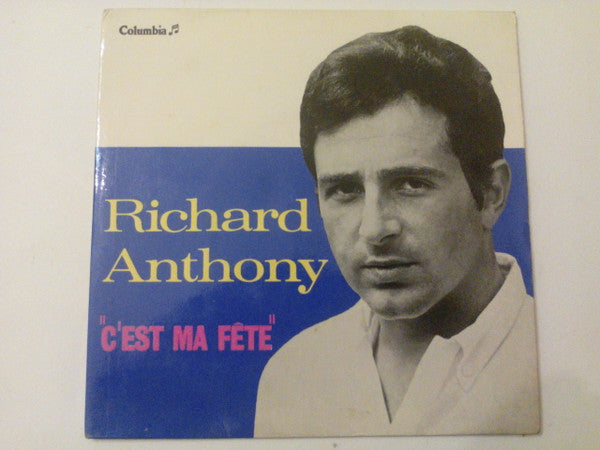 Columbia
Richard
Anthony
"C'EST MA FÊTE"